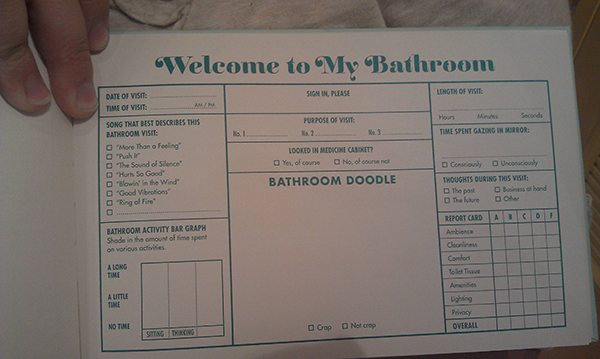 Welcome to My Bathroom
DATE OF VISIT:
TIME OF VISIT: AM / PM
SONG THAT BEST DESCRIBES THIS
BATHROOM VISIT:
"More Than a Feeling"
"Push It"
"The Sound of Silence"
"Hurts So Good"
"Blowin' in the Wind"
"Good Vibrations"
"Ring of Fire"
BATHROOM ACTIVITY BAR GRAPH
Shade in the amount of time spent
on various activities.
A LONG
TIME
A LITTLE
TIME
NO TIME
SITTING THINKING
SIGN IN, PLEASE
PURPOSE OF VISIT:
No. 1 No. 2 No. 3
LOOKED IN MEDICINE CABINET?
Yes, of course No, of course not
BATHROOM DOODLE
Crap Not crap
LENGTH OF VISIT:
Hours Minutes Seconds
TIME SPENT GAZING IN MIRROR:
Consciously Unconsciously
THOUGHTS DURING THIS VISIT:
The past Business at hand
The future Other
REPORT CARD A B C D F
Ambience
Cleanliness
Comfort
Toilet Tissue
Amenities
Lighting
Privacy
OVERALL